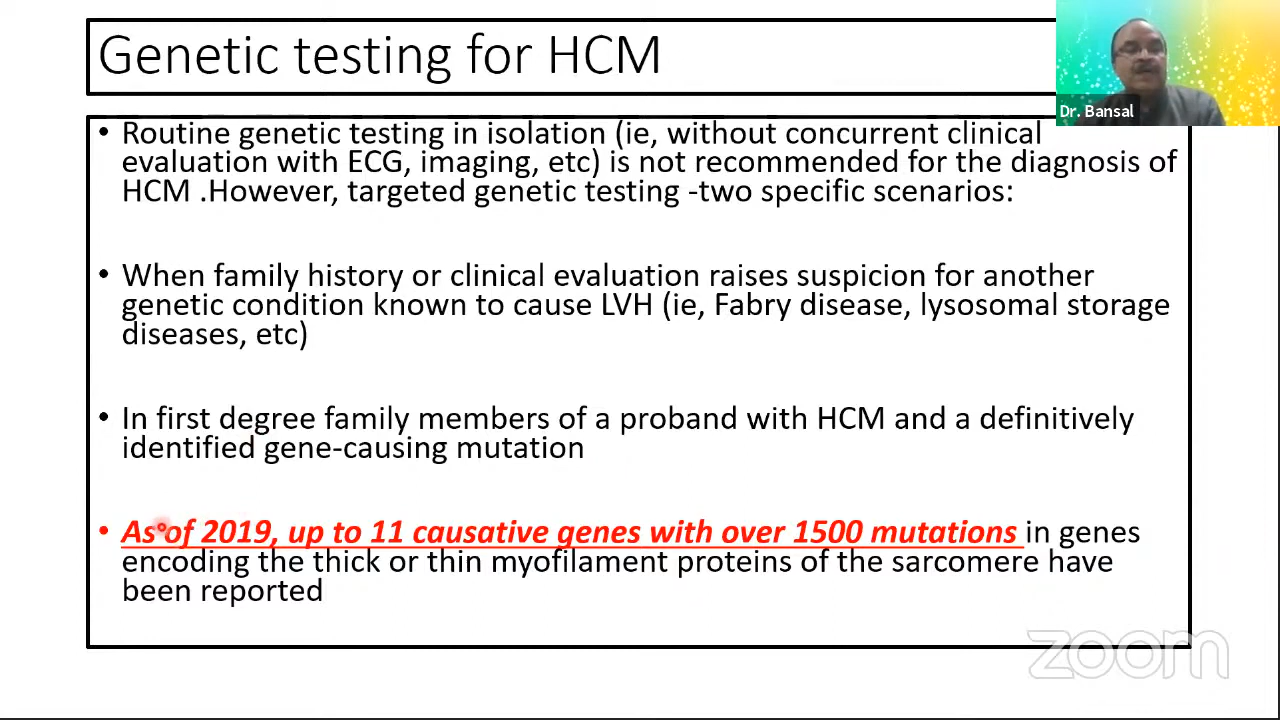 Genetic testing for HCM
Dr. Bansal
• Routine genetic testing in isolation (ie, without concurrent clinical
evaluation with ECG, imaging, etc) is not recommended for the diagnosis of
HCM .However, targeted genetic testing -two specific scenarios:
• When family history or clinical evaluation raises suspicion for another
genetic condition known to cause LVH (ie, Fabry disease, lysosomal storage
diseases, etc)
• In first degree family members of a proband with HCM and a definitively
identified gene-causing mutation
• As of 2019, up to 11 causative genes with over 1500 mutations in genes
encoding the thick or thin myofilament proteins of the sarcomere have
been reported
zoom